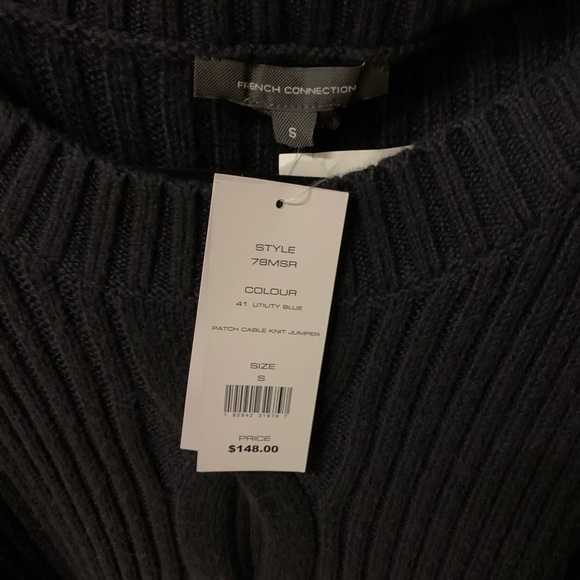 FRENCH CONNECTION
S
STYLE
78MSR
COLOUR
41 UTILITY BLUE
PATCH CABLE KNIT JUMPER
SIZE
S
PRICE
$148.00